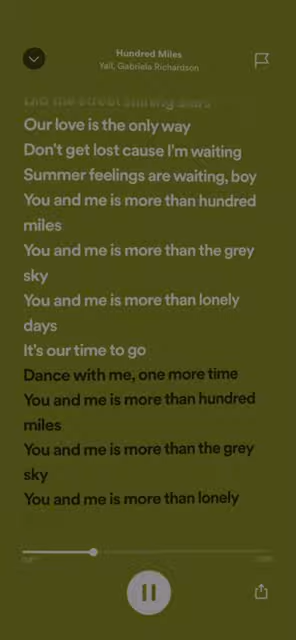 Hundred Miles
Yall, Gabriela Richardson
Our love is the only way
Don't get lost cause I'm waiting
Summer feelings are waiting, boy
You and me is more than hundred
miles
You and me is more than the grey
sky
You and me is more than lonely
days
It's our time to go
Dance with me, one more time
You and me is more than hundred
miles
You and me is more than the grey
sky
You and me is more than lonely